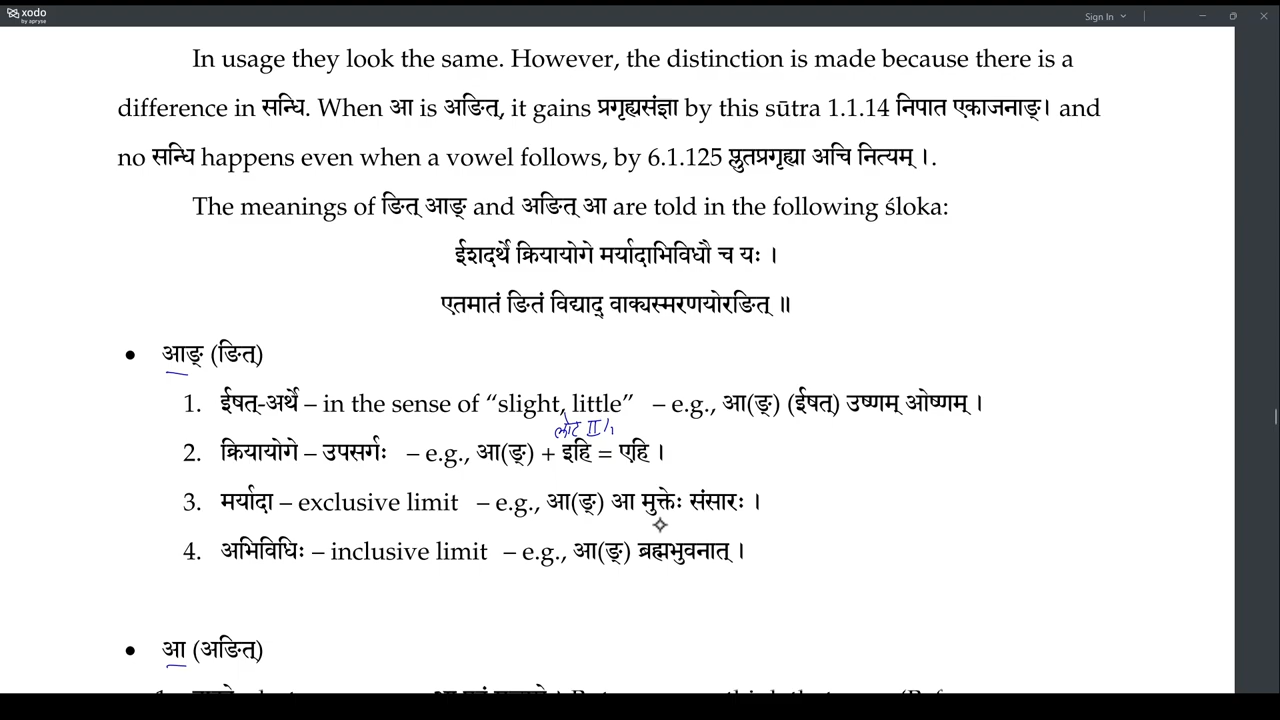 xodo
by apryse
Sign In
In usage they look the same. However, the distinction is made because there is a
difference in सन्धि. When आ is अङित्, it gains प्रगृह्यसंज्ञा by this sūtra 1.1.14 निपात एकाजनाङ्। and
no सन्धि happens even when a vowel follows, by 6.1.125 प्लुतप्रगृह्या अचि नित्यम् ।.
The meanings of ङित् आङ् and अङित् आ are told in the following śloka:
ईशदर्थे क्रियायोगे मर्यादाभिविधौ च यः ।
एतमातं ङितं विद्याद् वाक्यस्मरणयोरङित् ॥
• आङ् (ङित्)
1. ईषत्-अर्थे – in the sense of “slight, little” – e.g., आ(ङ्) (ईषत्) उष्णम् ओष्णम् ।
लोट् II/1
2. क्रियायोगे – उपसर्गः – e.g., आ(ङ्) + इहि = एहि ।
3. मर्यादा – exclusive limit – e.g., आ(ङ्) आ मुक्तेः संसारः ।
4. अभिविधिः – inclusive limit – e.g., आ(ङ्) ब्रह्मभुवनात् ।
• आ (अङित्)